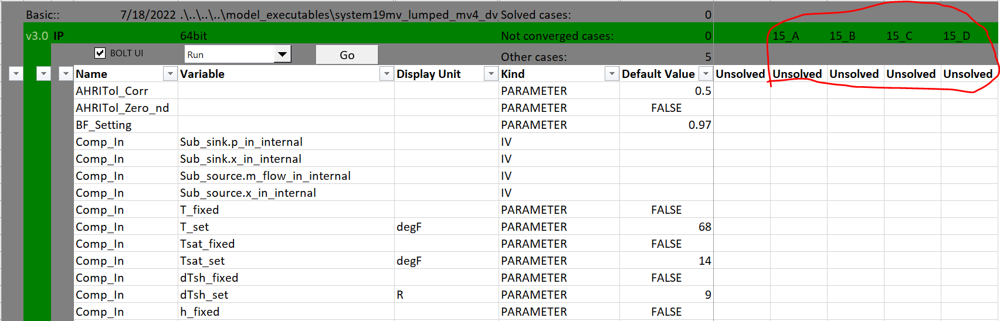 Basic:: 7/18/2022 .\..\..\..\model_executables\system19mv_lumped_mv4_dv Solved cases: 0
v3.0 IP 64bit Not converged cases: 0 15_A 15_B 15_C 15_D
BOLT UI Run Go Other cases: 5
Name Variable Display Unit Kind Default Value Unsolved Unsolved Unsolved Unsolved Unsolved
AHRITol_Corr PARAMETER 0.5
AHRITol_Zero_nd PARAMETER FALSE
BF_Setting PARAMETER 0.97
Comp_In Sub_sink.p_in_internal IV
Comp_In Sub_sink.x_in_internal IV
Comp_In Sub_source.m_flow_in_internal IV
Comp_In Sub_source.x_in_internal IV
Comp_In T_fixed PARAMETER FALSE
Comp_In T_set degF PARAMETER 68
Comp_In Tsat_fixed PARAMETER FALSE
Comp_In Tsat_set degF PARAMETER 14
Comp_In dTsh_fixed PARAMETER FALSE
Comp_In dTsh_set R PARAMETER 9
Comp_In h_fixed PARAMETER FALSE